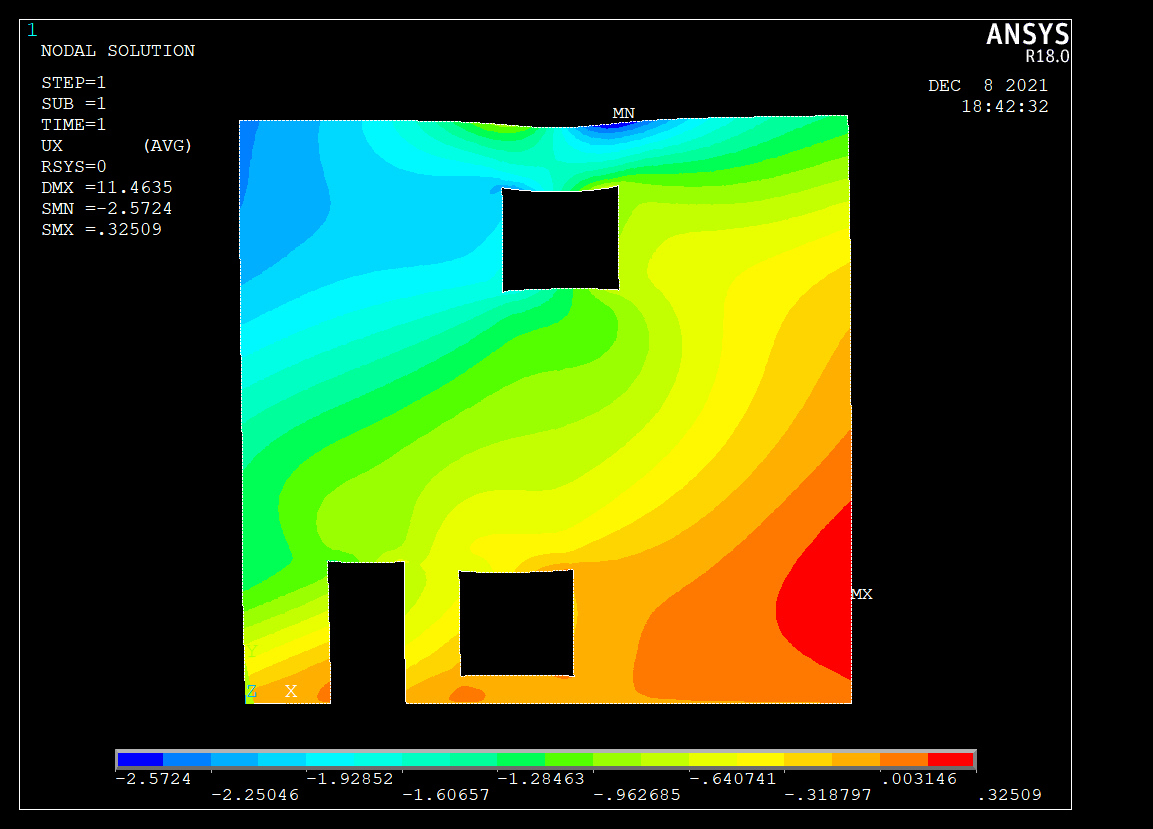 1
ANSYS
R18.0
NODAL SOLUTION
DEC 8 2021
18:42:32
STEP=1
SUB =1
TIME=1
UX (AVG)
RSYS=0
DMX =11.4635
SMN =-2.5724
SMX =.32509
MN
MX
Y
Z X
-2.5724 -1.92852 -1.28463 -.640741 .003146
-2.25046 -1.60657 -.962685 -.318797 .32509